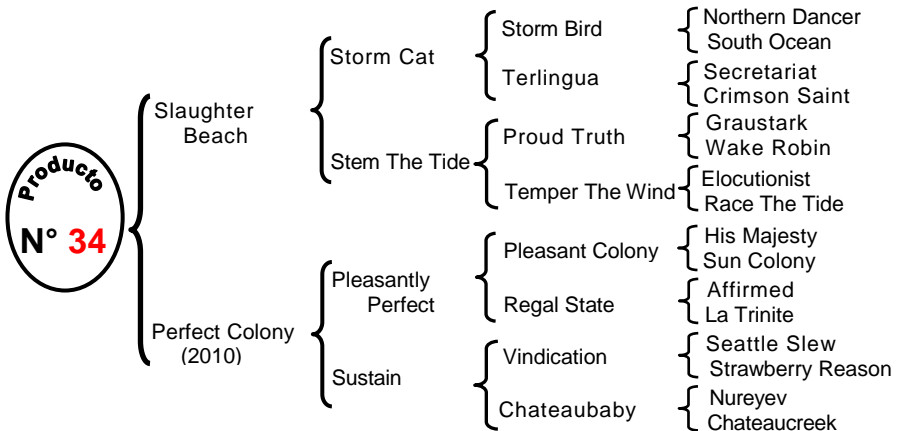 Producto
N° 34
Slaughter
Beach
Perfect Colony
(2010)
Storm Cat
Stem The Tide
Pleasantly
Perfect
Sustain
Storm Bird
Terlingua
Proud Truth
Temper The Wind
Pleasant Colony
Regal State
Vindication
Chateaubaby
Northern Dancer
South Ocean
Secretariat
Crimson Saint
Graustark
Wake Robin
Elocutionist
Race The Tide
His Majesty
Sun Colony
Affirmed
La Trinite
Seattle Slew
Strawberry Reason
Nureyev
Chateaucreek